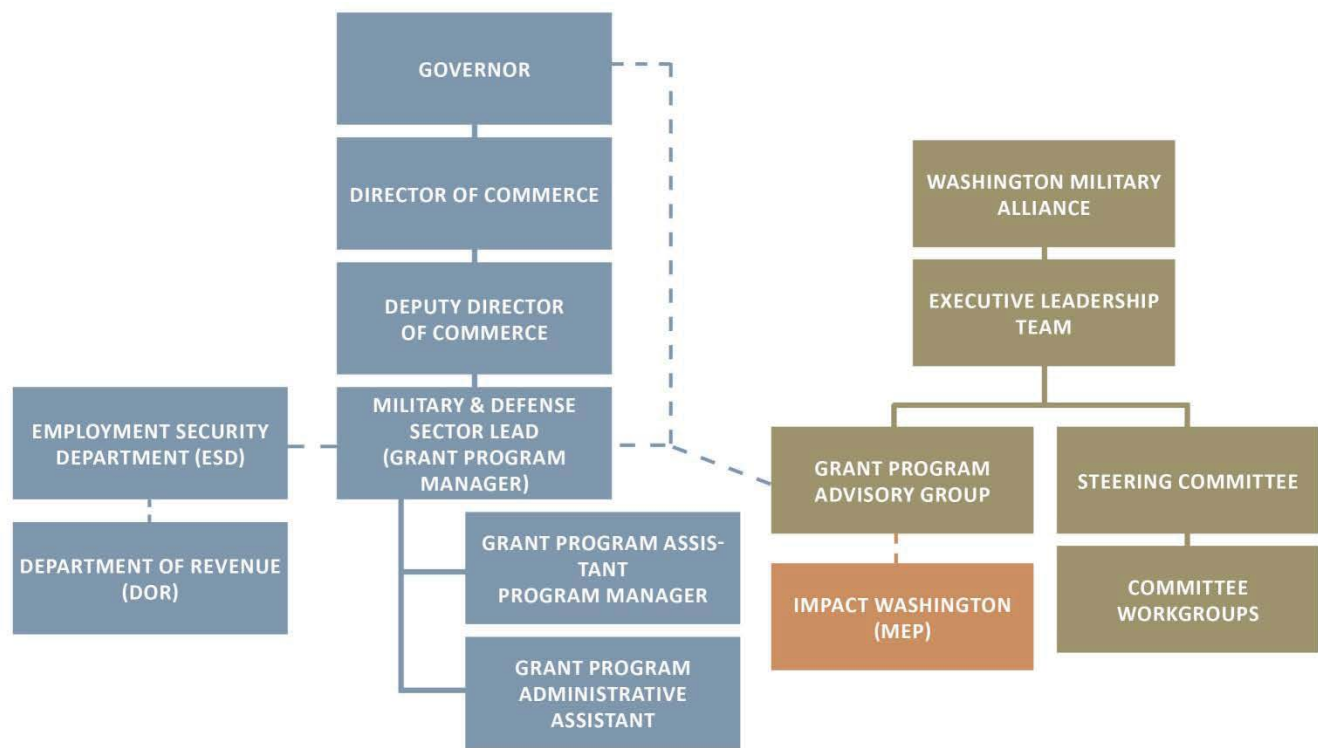 GOVERNOR
DIRECTOR OF COMMERCE
DEPUTY DIRECTOR
OF COMMERCE
MILITARY & DEFENSE
SECTOR LEAD
(GRANT PROGRAM
MANAGER)
EMPLOYMENT SECURITY
DEPARTMENT (ESD)
DEPARTMENT OF REVENUE
(DOR)
GRANT PROGRAM ASSIS-
TANT
PROGRAM MANAGER
GRANT PROGRAM
ADMINISTRATIVE
ASSISTANT
WASHINGTON MILITARY
ALLIANCE
EXECUTIVE LEADERSHIP
TEAM
GRANT PROGRAM
ADVISORY GROUP
STEERING COMMITTEE
IMPACT WASHINGTON
(MEP)
COMMITTEE
WORKGROUPS